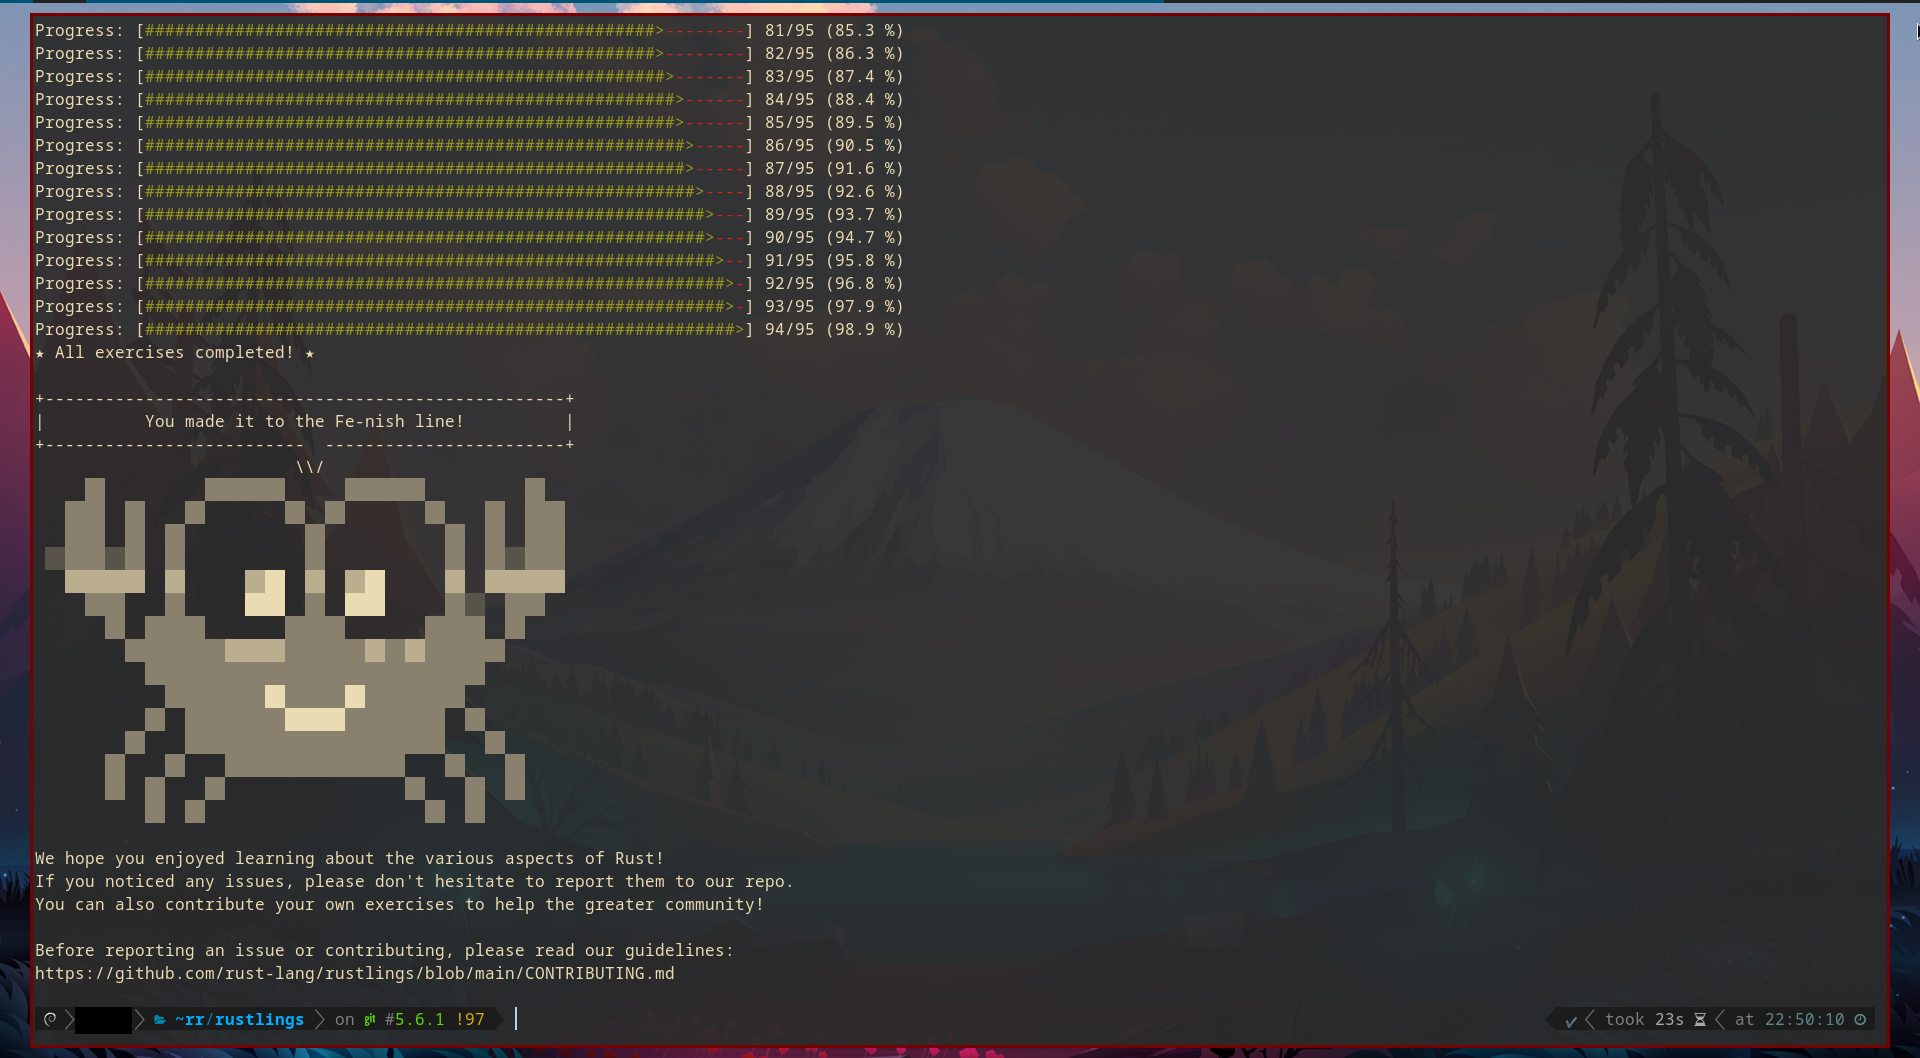 Progress: [###################################################>--------] 81/95 (85.3 %)
Progress: [###################################################>--------] 82/95 (86.3 %)
Progress: [####################################################>-------] 83/95 (87.4 %)
Progress: [#####################################################>------] 84/95 (88.4 %)
Progress: [#####################################################>------] 85/95 (89.5 %)
Progress: [######################################################>-----] 86/95 (90.5 %)
Progress: [######################################################>-----] 87/95 (91.6 %)
Progress: [#######################################################>----] 88/95 (92.6 %)
Progress: [########################################################>---] 89/95 (93.7 %)
Progress: [########################################################>---] 90/95 (94.7 %)
Progress: [#########################################################>--] 91/95 (95.8 %)
Progress: [##########################################################>-] 92/95 (96.8 %)
Progress: [##########################################################>-] 93/95 (97.9 %)
Progress: [###########################################################>] 94/95 (98.9 %)
★ All exercises completed! ★
+----------------------------------------------------+
|          You made it to the Fe-nish line!          |
+--------------------------  ------------------------+
                          \\/
We hope you enjoyed learning about the various aspects of Rust!
If you noticed any issues, please don't hesitate to report them to our repo.
You can also contribute your own exercises to help the greater community!
Before reporting an issue or contributing, please read our guidelines:
https://github.com/rust-lang/rustlings/blob/main/CONTRIBUTING.md
~rr/rustlings on git #5.6.1 !97 ✔ took 23s at 22:50:10